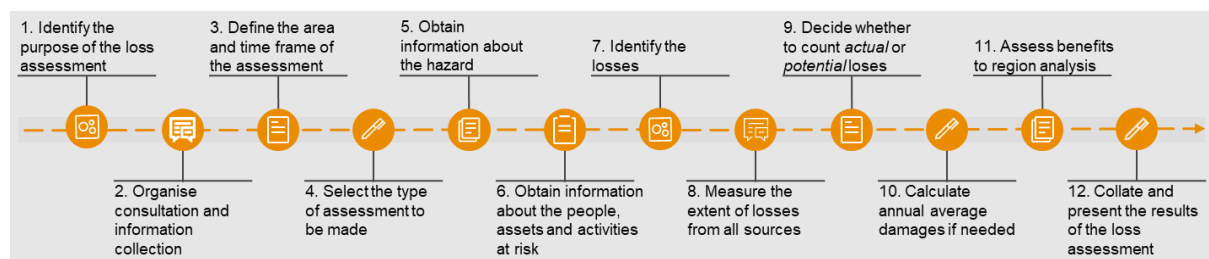 1. Identify the
purpose of the loss
assessment
2. Organise
consultation and
information
collection
3. Define the area
and time frame of
the assessment
4. Select the type
of assessment to
be made
5. Obtain
information about
the hazard
6. Obtain information
about the people,
assets and activities
at risk
7. Identify the
losses
8. Measure the
extent of losses
from all sources
9. Decide whether
to count actual or
potential loses
10. Calculate
annual average
damages if needed
11. Assess benefits
to region analysis
12. Collate and
present the results
of the loss
assessment